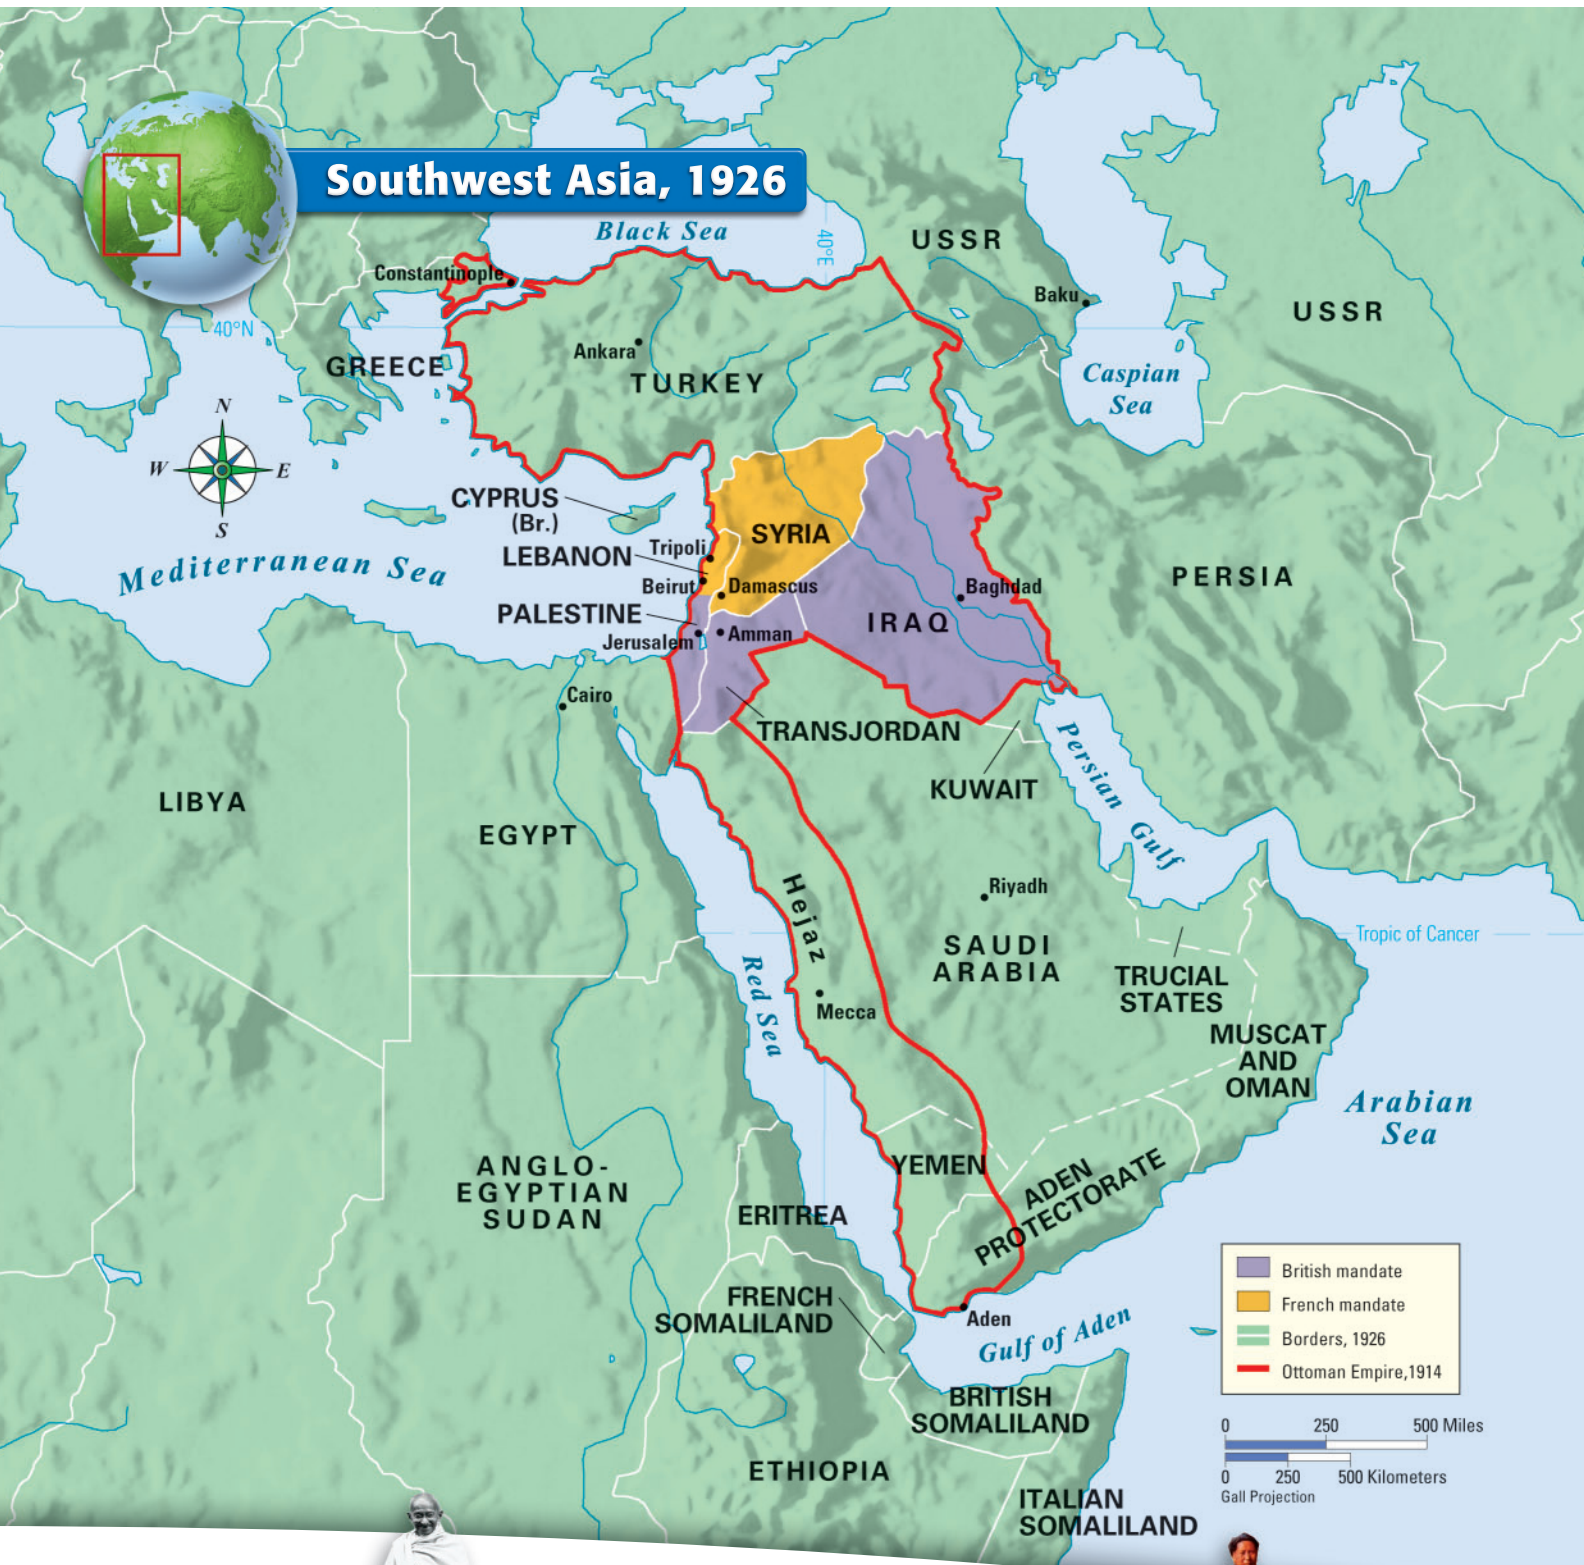 Southwest Asia, 1926
Black Sea
40°E
USSR
Constantinople
Baku
USSR
40°N
Ankara
GREECE
TURKEY
Caspian
Sea
N
W
E
S
CYPRUS
(Br.)
SYRIA
Tripoli
LEBANON
Mediterranean Sea
Beirut
Damascus
Baghdad
PERSIA
PALESTINE
IRAQ
Jerusalem
Amman
Cairo
TRANSJORDAN
KUWAIT
Persian Gulf
LIBYA
EGYPT
Hejaz
Riyadh
SAUDI
ARABIA
Tropic of Cancer
TRUCIAL
STATES
Red Sea
Mecca
MUSCAT
AND
OMAN
Arabian
Sea
ANGLO-
EGYPTIAN
SUDAN
YEMEN
ADEN
PROTECTORATE
ERITREA
FRENCH
SOMALILAND
Aden
Gulf of Aden
BRITISH
SOMALILAND
ETHIOPIA
ITALIAN
SOMALILAND
British mandate
French mandate
Borders, 1926
Ottoman Empire,1914
0 250 500 Miles
0 250 500 Kilometers
Gall Projection